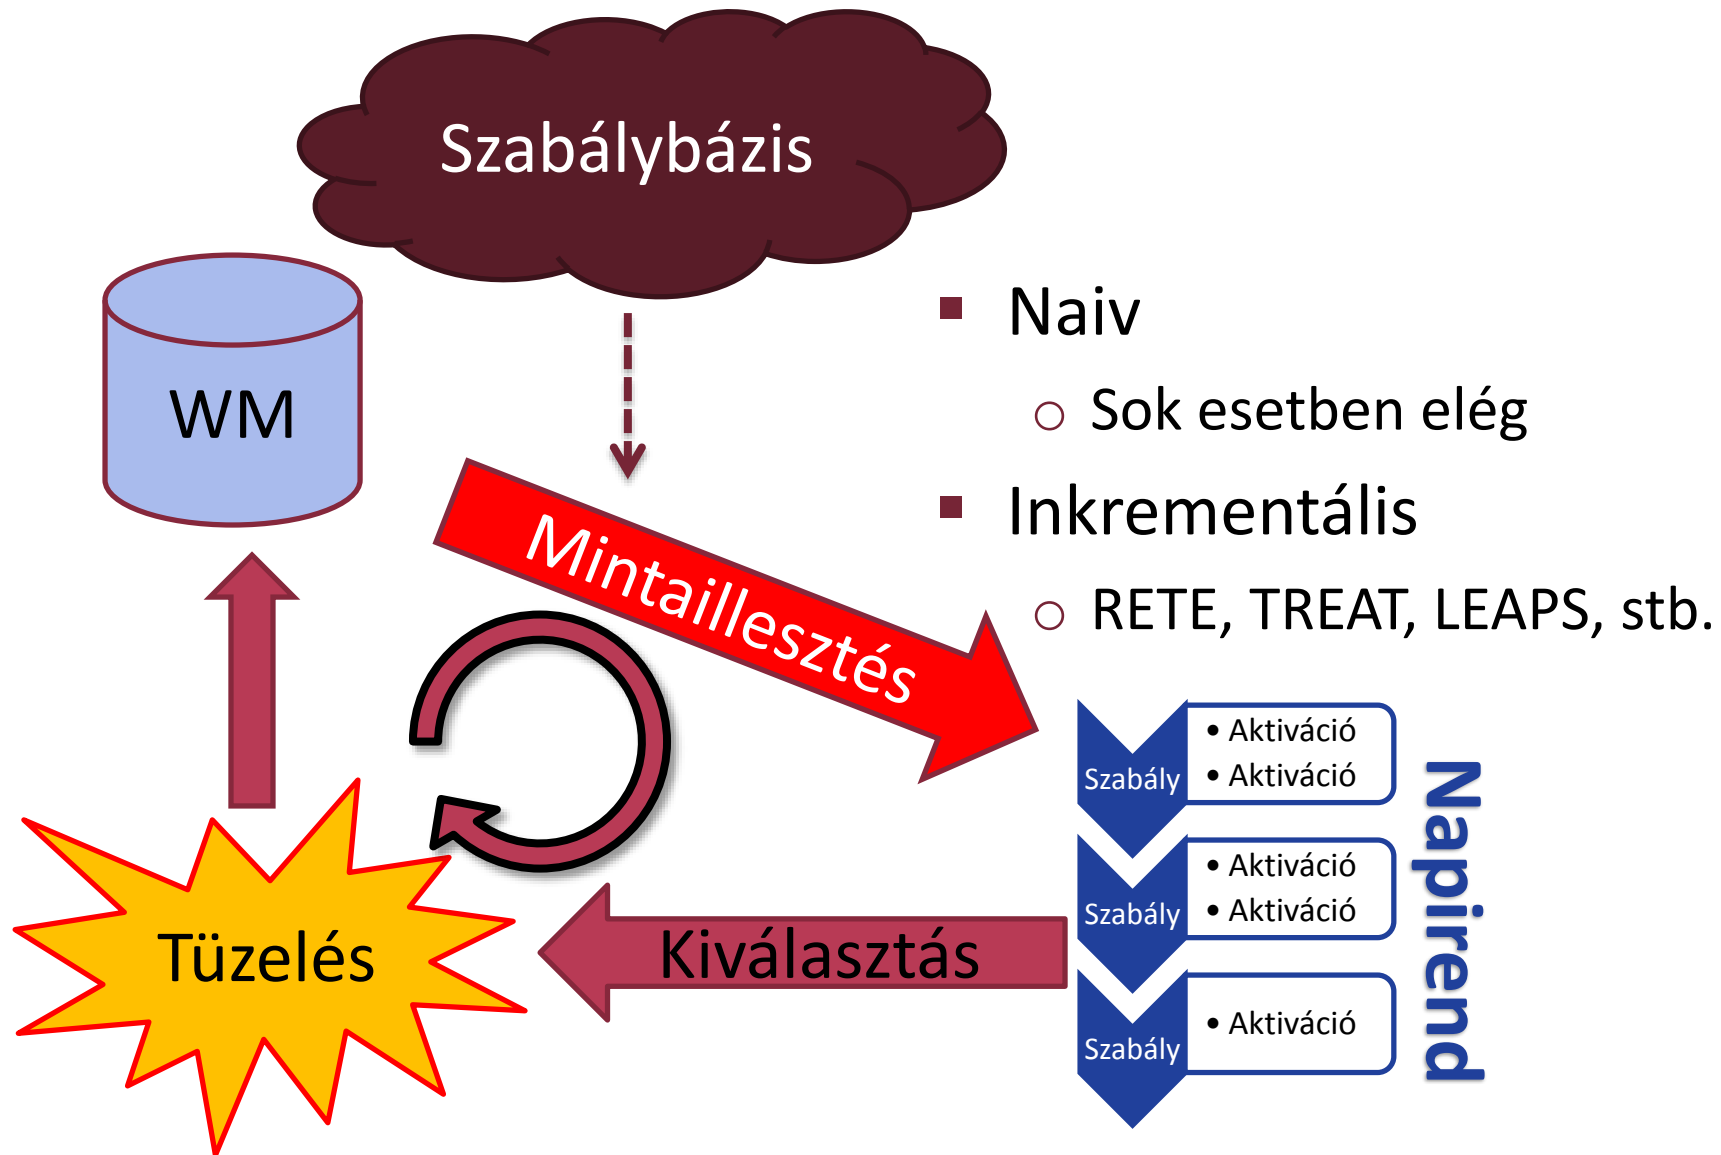 Szabálybázis
WM
Naiv
Sok esetben elég
Inkrementális
RETE, TREAT, LEAPS, stb.
Mintaillesztés
Szabály
• Aktiváció
• Aktiváció
Szabály
• Aktiváció
• Aktiváció
Szabály
• Aktiváció
Napirend
Kiválasztás
Tüzelés